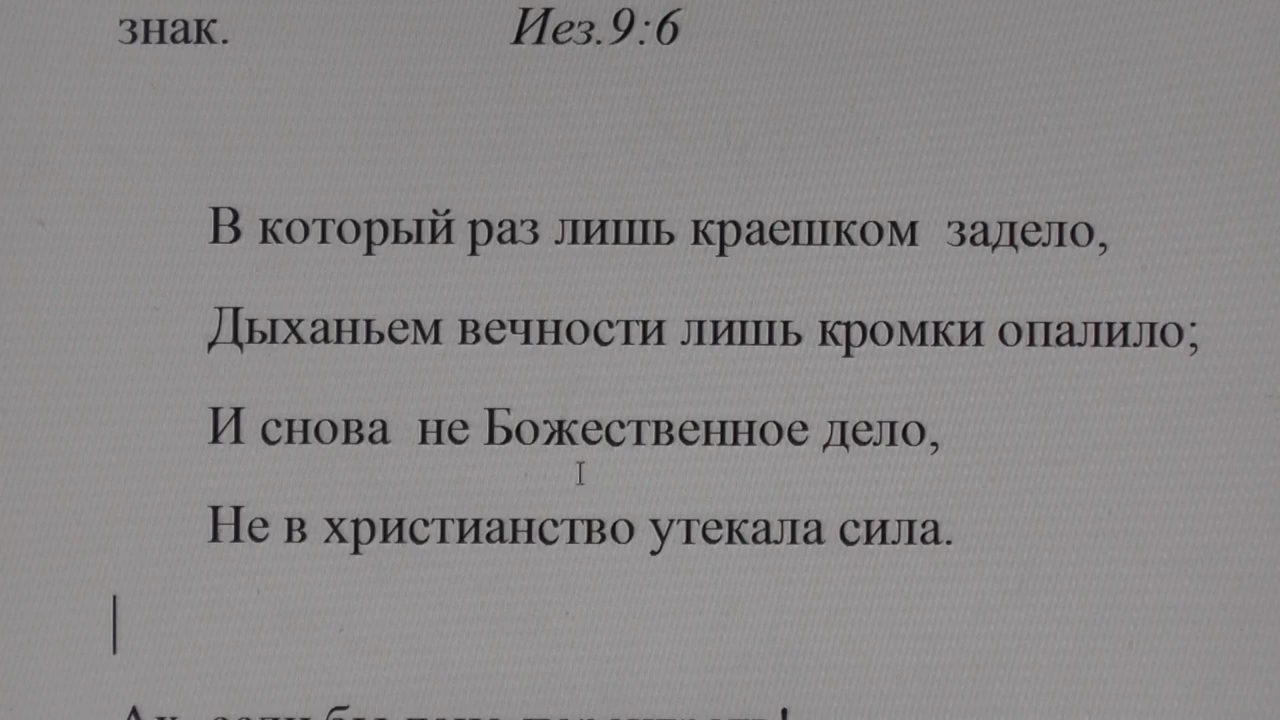 знак. Иез.9:6
В который раз лишь краешком задело,
Дыханьем вечности лишь кромки опалило;
И снова не Божественное дело,
Не в христианство утекала сила.